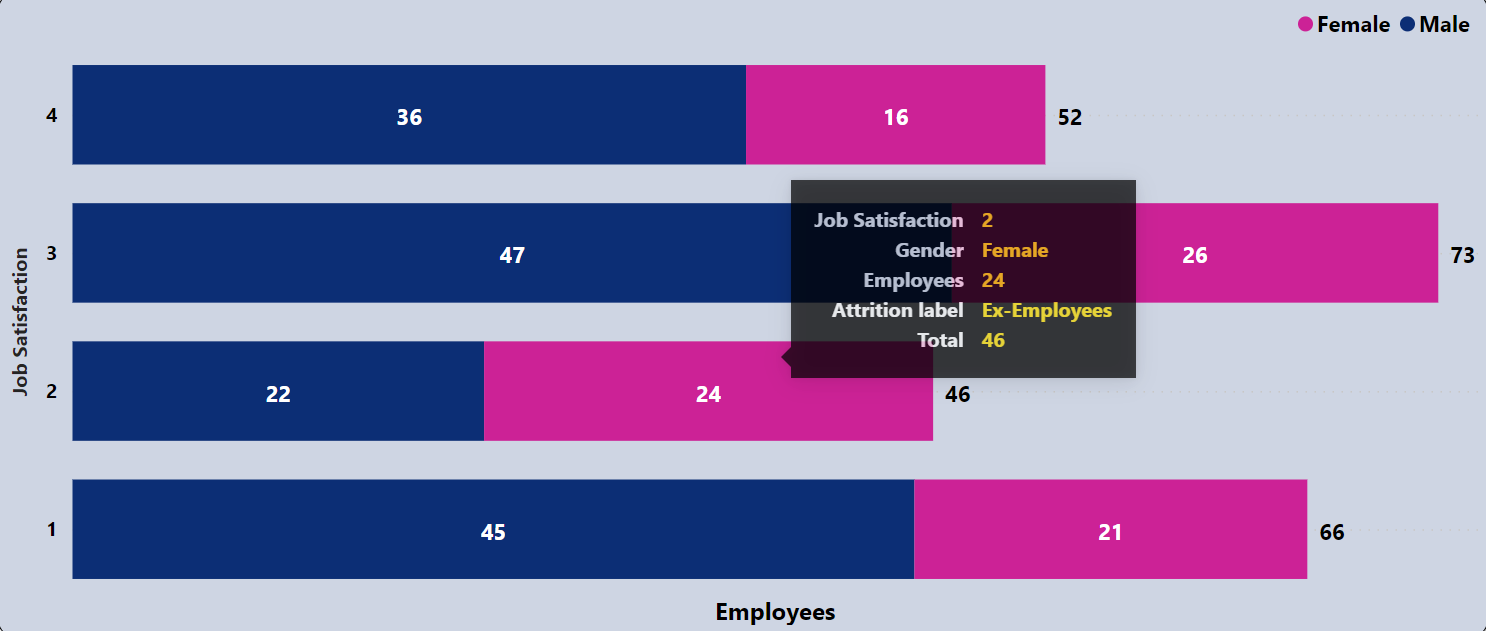 Female Male
4 36 16 52
Job Satisfaction 2
Gender Female
Employees 24
Attrition label Ex-Employees
Total 46
3 47 26 73
Job Satisfaction
2 22 24 46
1 45 21 66
Employees